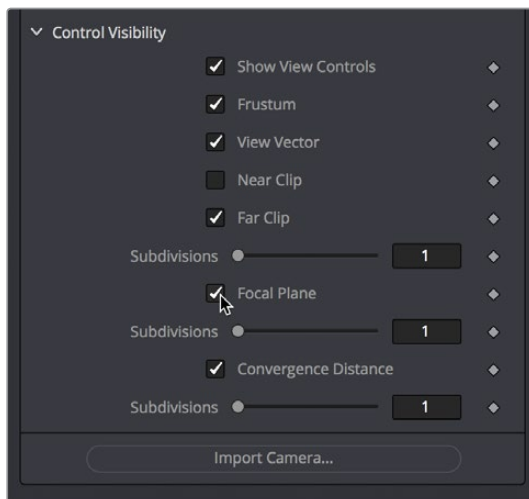 Control Visibility
Show View Controls
Frustum
View Vector
Near Clip
Far Clip
Subdivisions 1
Focal Plane
Subdivisions 1
Convergence Distance
Subdivisions 1
Import Camera...